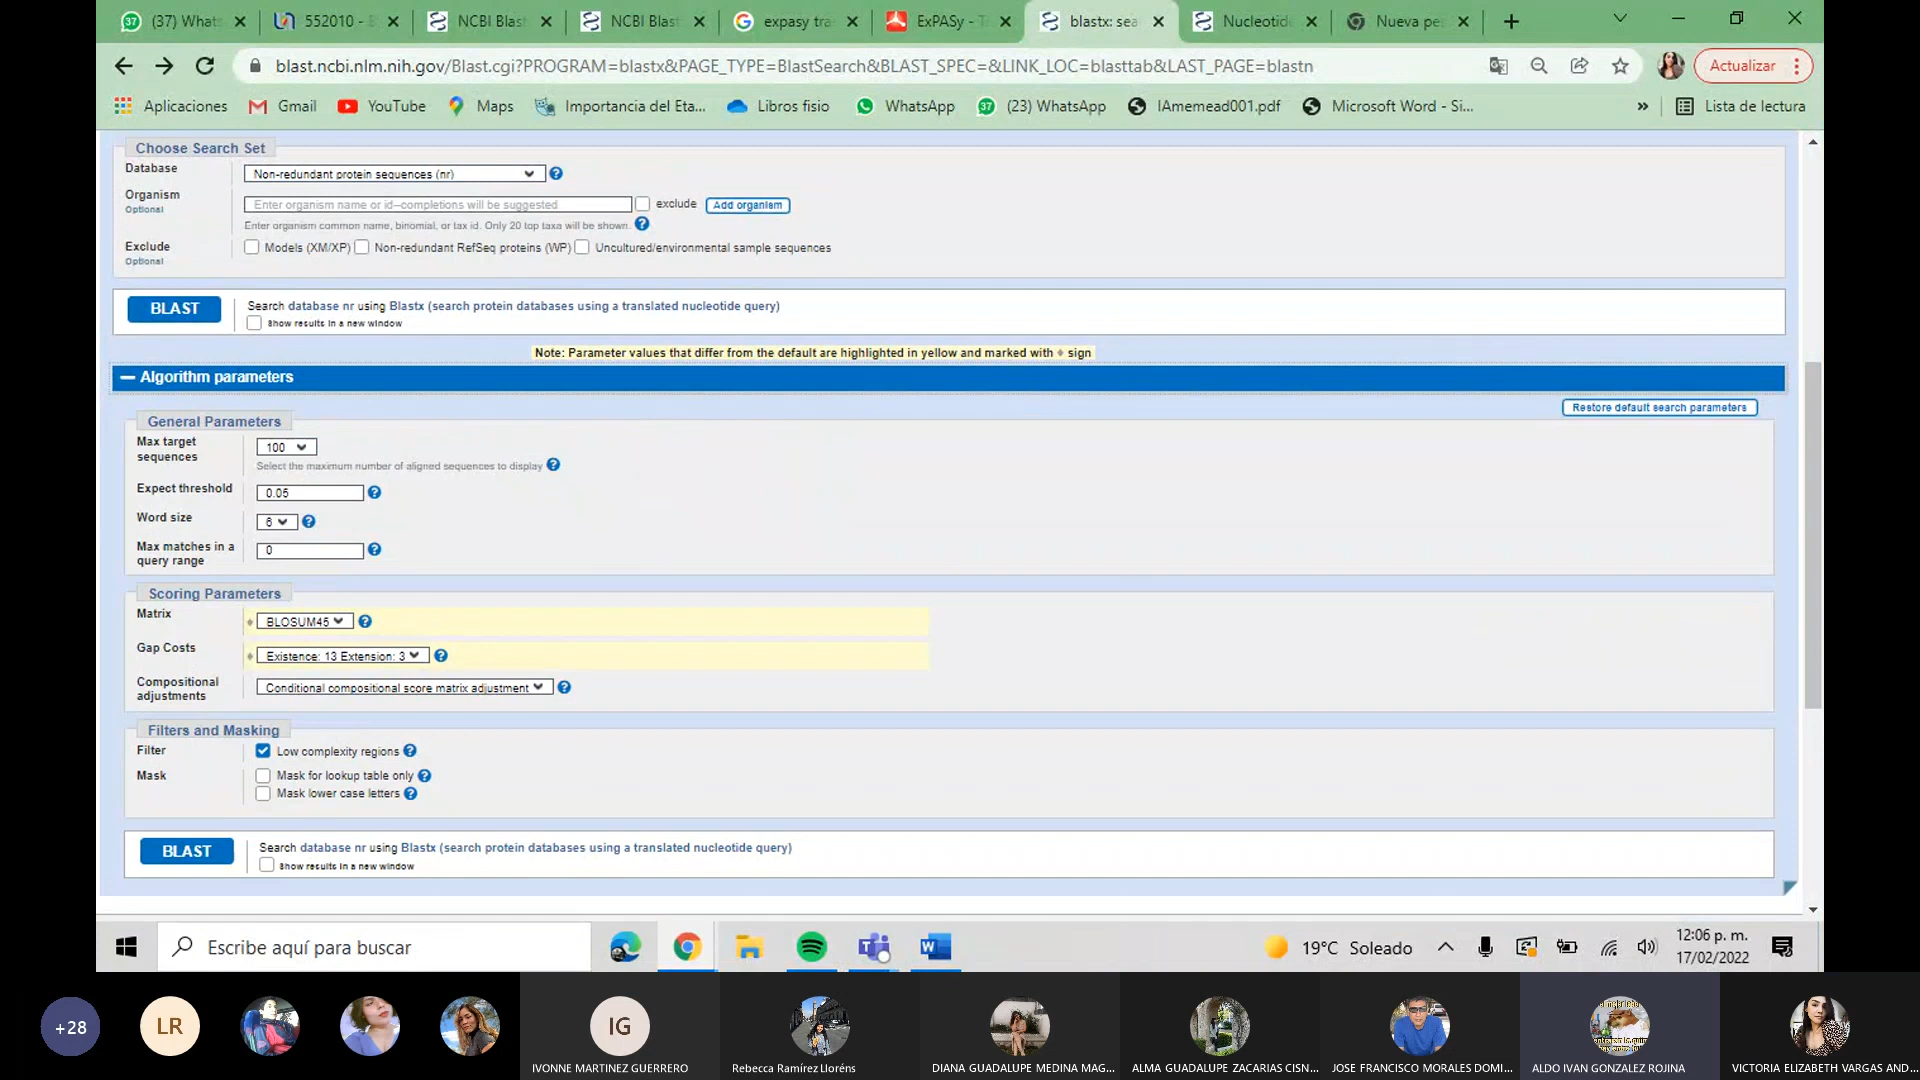 (37) Whats
552010 - E
NCBI Blast
NCBI Blast
expasy tra
ExPASy - T
blastx: sea
Nucleotide
Nueva pe
blast.ncbi.nlm.nih.gov/Blast.cgi?PROGRAM=blastx&PAGE_TYPE=BlastSearch&BLAST_SPEC=&LINK_LOC=blasttab&LAST_PAGE=blastn
Actualizar
Aplicaciones
Gmail
YouTube
Maps
Importancia del Eta...
Libros fisio
WhatsApp
37
(23) WhatsApp
IAmemead001.pdf
Microsoft Word - Si...
»
Lista de lectura
Choose Search Set
Database
Non-redundant protein sequences (nr)
Organism
Optional
Enter organism name or id--completions will be suggested
exclude
Add organism
Enter organism common name, binomial, or tax id. Only 20 top taxa will be shown.
Exclude
Optional
Models (XM/XP)
Non-redundant RefSeq proteins (WP)
Uncultured/environmental sample sequences
BLAST
Search database nr using Blastx (search protein databases using a translated nucleotide query)
Show results in a new window
Note: Parameter values that differ from the default are highlighted in yellow and marked with ♦ sign
Algorithm parameters
Restore default search parameters
General Parameters
Max target
sequences
100
Select the maximum number of aligned sequences to display
Expect threshold
0.05
Word size
6
Max matches in a
query range
0
Scoring Parameters
Matrix
BLOSUM45
Gap Costs
Existence: 13 Extension: 3
Compositional
adjustments
Conditional compositional score matrix adjustment
Filters and Masking
Filter
Low complexity regions
Mask
Mask for lookup table only
Mask lower case letters
BLAST
Search database nr using Blastx (search protein databases using a translated nucleotide query)
Show results in a new window
Escribe aquí para buscar
19°C Soleado
12:06 p. m.
17/02/2022
+28
LR
IG
IVONNE MARTINEZ GUERRERO
Rebecca Ramírez Lloréns
DIANA GUADALUPE MEDINA MAG...
ALMA GUADALUPE ZACARIAS CISN...
JOSE FRANCISCO MORALES DOMI...
ALDO IVAN GONZALEZ ROJINA
VICTORIA ELIZABETH VARGAS AND...